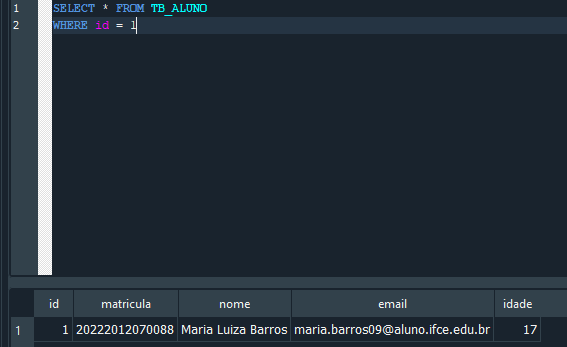 1 SELECT * FROM TB_ALUNO
2 WHERE id = 1
id matricula nome email idade
1 1 20222012070088 Maria Luiza Barros maria.barros09@aluno.ifce.edu.br 17